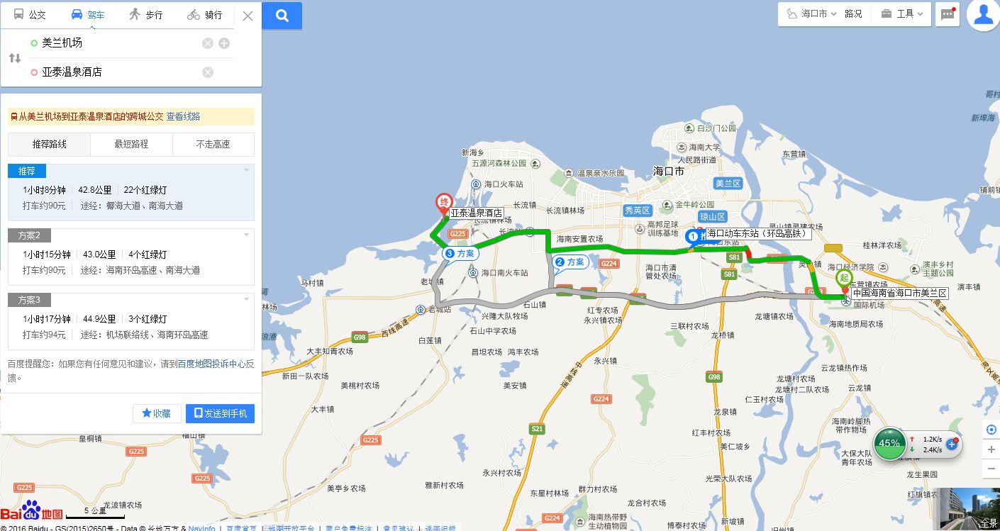 公交 驾车 步行 骑行
美兰机场
亚泰温泉酒店
从美兰机场到亚泰温泉酒店的跨城公交 查看线路
推荐路线 最短路程 不走高速
推荐
1小时8分钟 42.8公里 22个红绿灯
打车约90元 途经：椰海大道、南海大道
方案2
1小时15分钟 43.0公里 4个红绿灯
打车约90元 途经：海南环岛高速、南海大道
方案3
1小时17分钟 44.9公里 3个红绿灯
打车约94元 途经：机场联络线、海南环岛高速
百度提醒您：如果您有任何意见和建议，请到百度地图投诉中心反
馈。
收藏 发送到手机
海口市 路况 工具
新埠海
白沙门公园
海南大学
人民路街道
东营镇
新海乡
五源河森林公园
温泉亲水乐园
海口市
美兰区
海口火车站
长流镇
长流镇林场
秀英区
金牛岭公园
琼山区
终
亚泰温泉酒店
G225
高邦足球
训练基地
海南安置农场
1
海口动车东站（环岛高铁）
桂林洋农场
3 方案
2 方案
G224
S81
S81
海口经济学院
演丰乡村
主题公园
海口南火车站
海口市清
管处农场
起
演丰镇
马村镇
中国海南省海口市美兰区
国际机场
老城站
石山镇
红专农场
永兴镇农场
龙塘镇农场
兴隆大队牧场
石山中学农场
三联村农场
海南地质局农场
G98
西线高速
白莲镇
龙桥镇
大丰知青农场
昌坦农场
鸿丰农场
永兴镇
云龙镇热作场
新田一队农场
中线高速
G98
龙塘村农场
美桃村农场
美安镇
龙塘镇二队农场
云龙镇
G224
仁玉村农场
大丰镇
龙泉镇
海南岭脚热
带作物场
S21
红丰村农场
皇桐镇
福山镇
G225
美仁坡乡
45% 1.2K/s
2.4K/s
G225
大保大队
青年农场
永兴村农场
龙生果园
G225
光荣大队农场
G225
美亭乡农场
雅新村农场
群力村农场
东星村林场
红旗镇农场
龙波镇农场
龙合村农场
Bai du 地图
5 公里
G224
海南热带野
生动植物园
新坡镇
全景
© 2016 Baidu - GS(2015)2650号 - Data © 长地万方 & NavInfo | 百度首页 | 地图开放平台 | 商户免费标注 | 意见建议 | 返回旧版